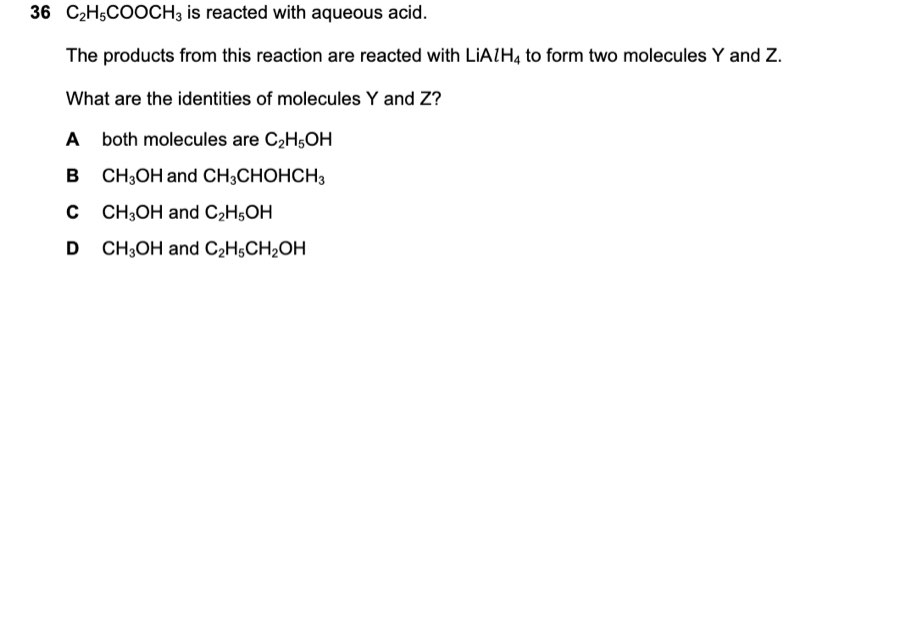 36 C₂H₅COOCH₃ is reacted with aqueous acid.
The products from this reaction are reacted with LiAlH₄ to form two molecules Y and Z.
What are the identities of molecules Y and Z?
A both molecules are C₂H₅OH
B CH₃OH and CH₃CHOHCH₃
C CH₃OH and C₂H₅OH
D CH₃OH and C₂H₅CH₂OH